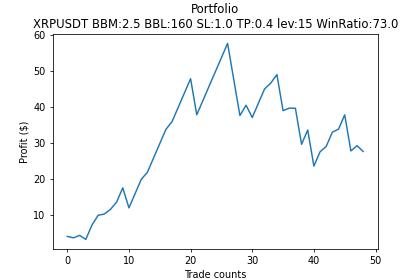 Portfolio
XRPUSDT BBM:2.5 BBL:160 SL:1.0 TP:0.4 lev:15 WinRatio:73.0
60
50
40
30
20
10
Profit ($)
0 10 20 30 40 50
Trade counts